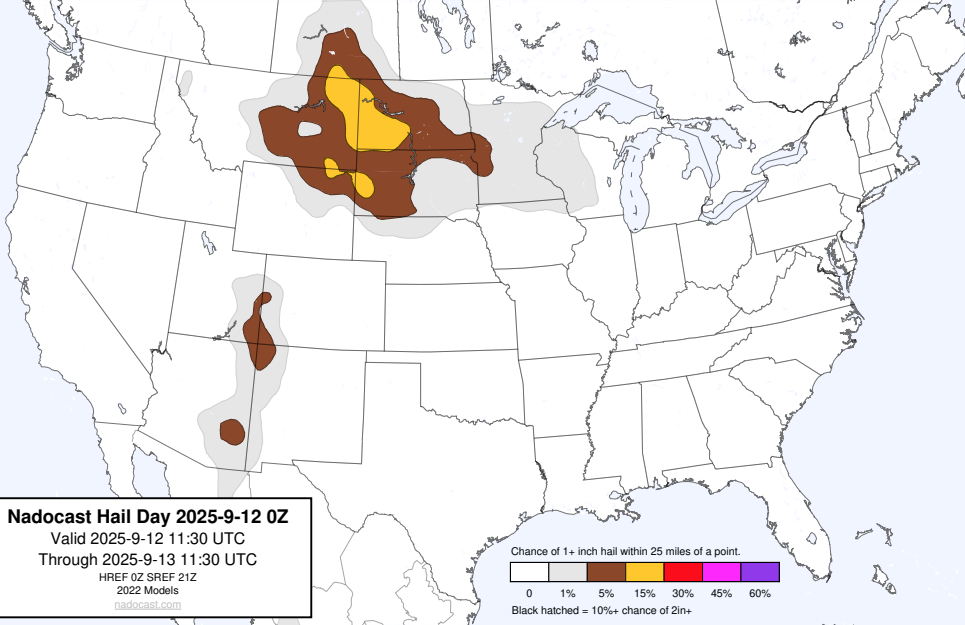 Nadocast Hail Day 2025-9-12 0Z
Valid 2025-9-12 11:30 UTC
Through 2025-9-13 11:30 UTC
HREF 0Z SREF 21Z
2022 Models
nadocast.com
Chance of 1+ inch hail within 25 miles of a point.
0 1% 5% 15% 30% 45% 60%
Black hatched = 10%+ chance of 2in+